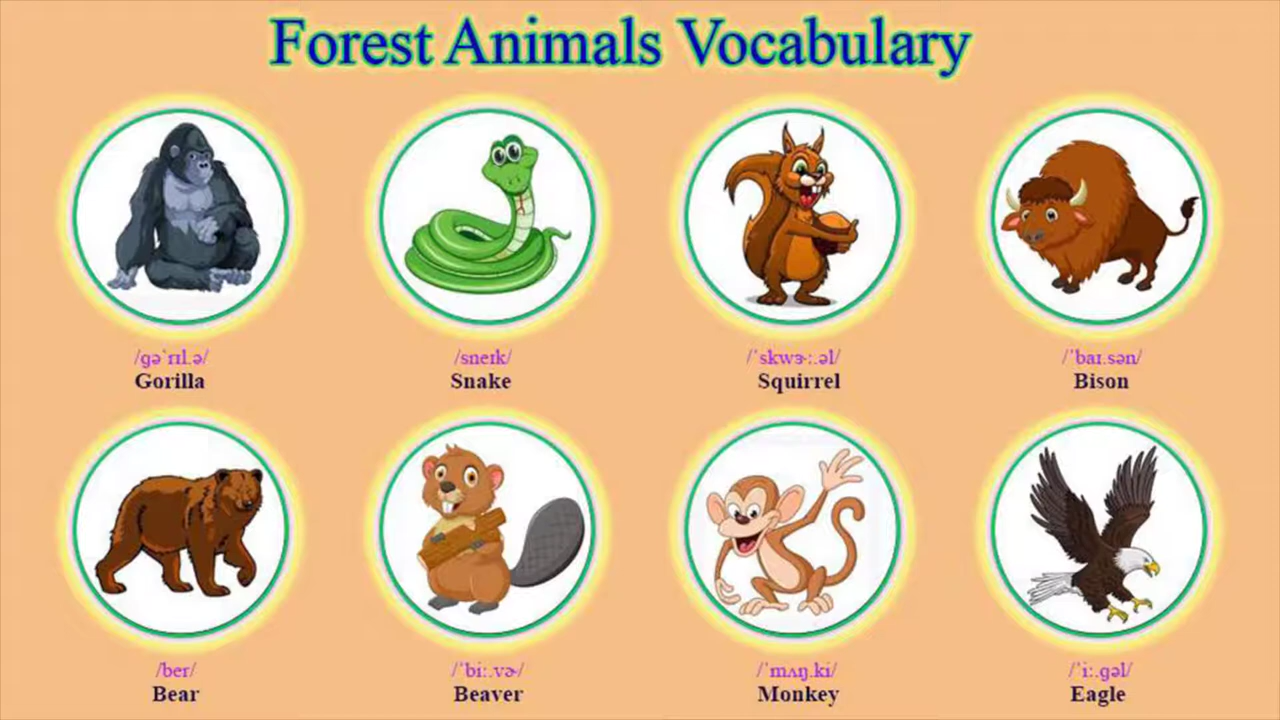 Forest Animals Vocabulary
/ɡəˈrɪl.ə/
Gorilla
/sneɪk/
Snake
/ˈskwɝː.əl/
Squirrel
/ˈbaɪ.sən/
Bison
/ber/
Bear
/ˈbiː.vɚ/
Beaver
/ˈmʌŋ.ki/
Monkey
/ˈiː.ɡəl/
Eagle